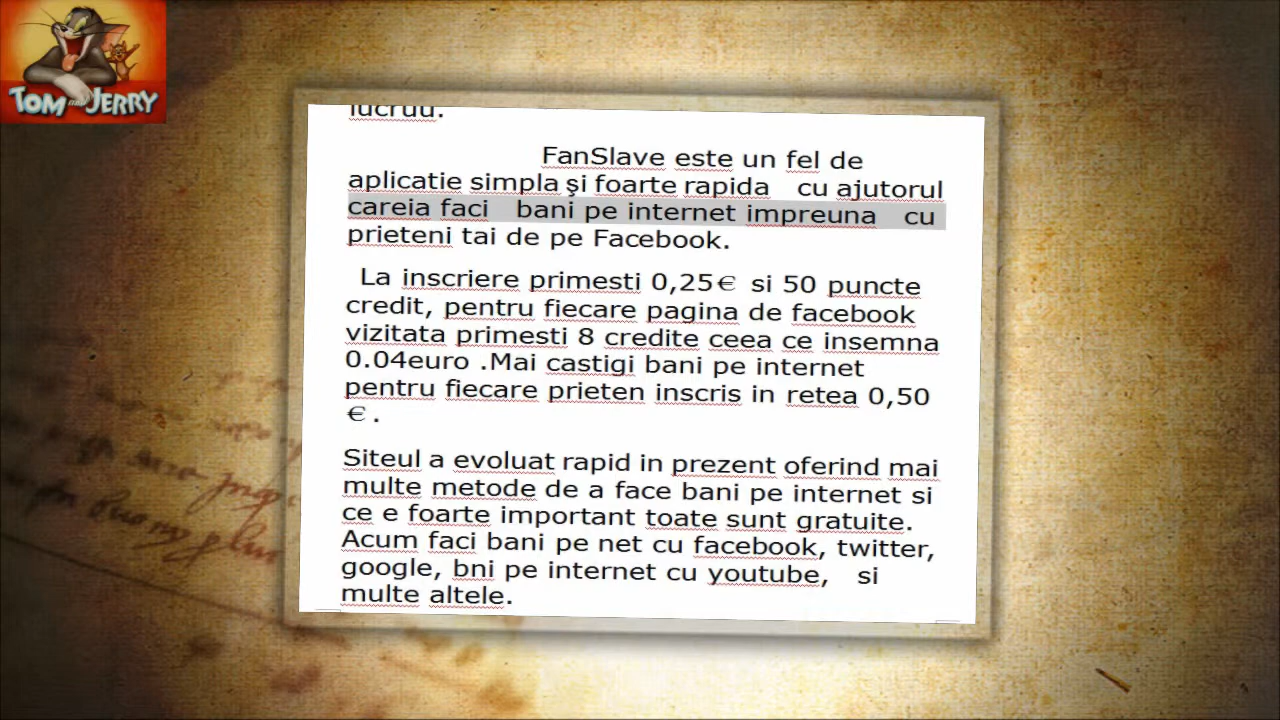 TOM and JERRY
lucruu.
FanSlave este un fel de
aplicatie simpla şi foarte rapida cu ajutorul
careia faci bani pe internet impreuna cu
prieteni tai de pe Facebook.
La inscriere primesti 0,25€ si 50 puncte
credit, pentru fiecare pagina de facebook
vizitata primesti 8 credite ceea ce insemna
0.04euro .Mai castigi bani pe internet
pentru fiecare prieten inscris in retea 0,50
€ .
Siteul a evoluat rapid in prezent oferind mai
multe metode de a face bani pe internet si
ce e foarte important toate sunt gratuite.
Acum faci bani pe net cu facebook, twitter,
google, bni pe internet cu youtube, si
multe altele.